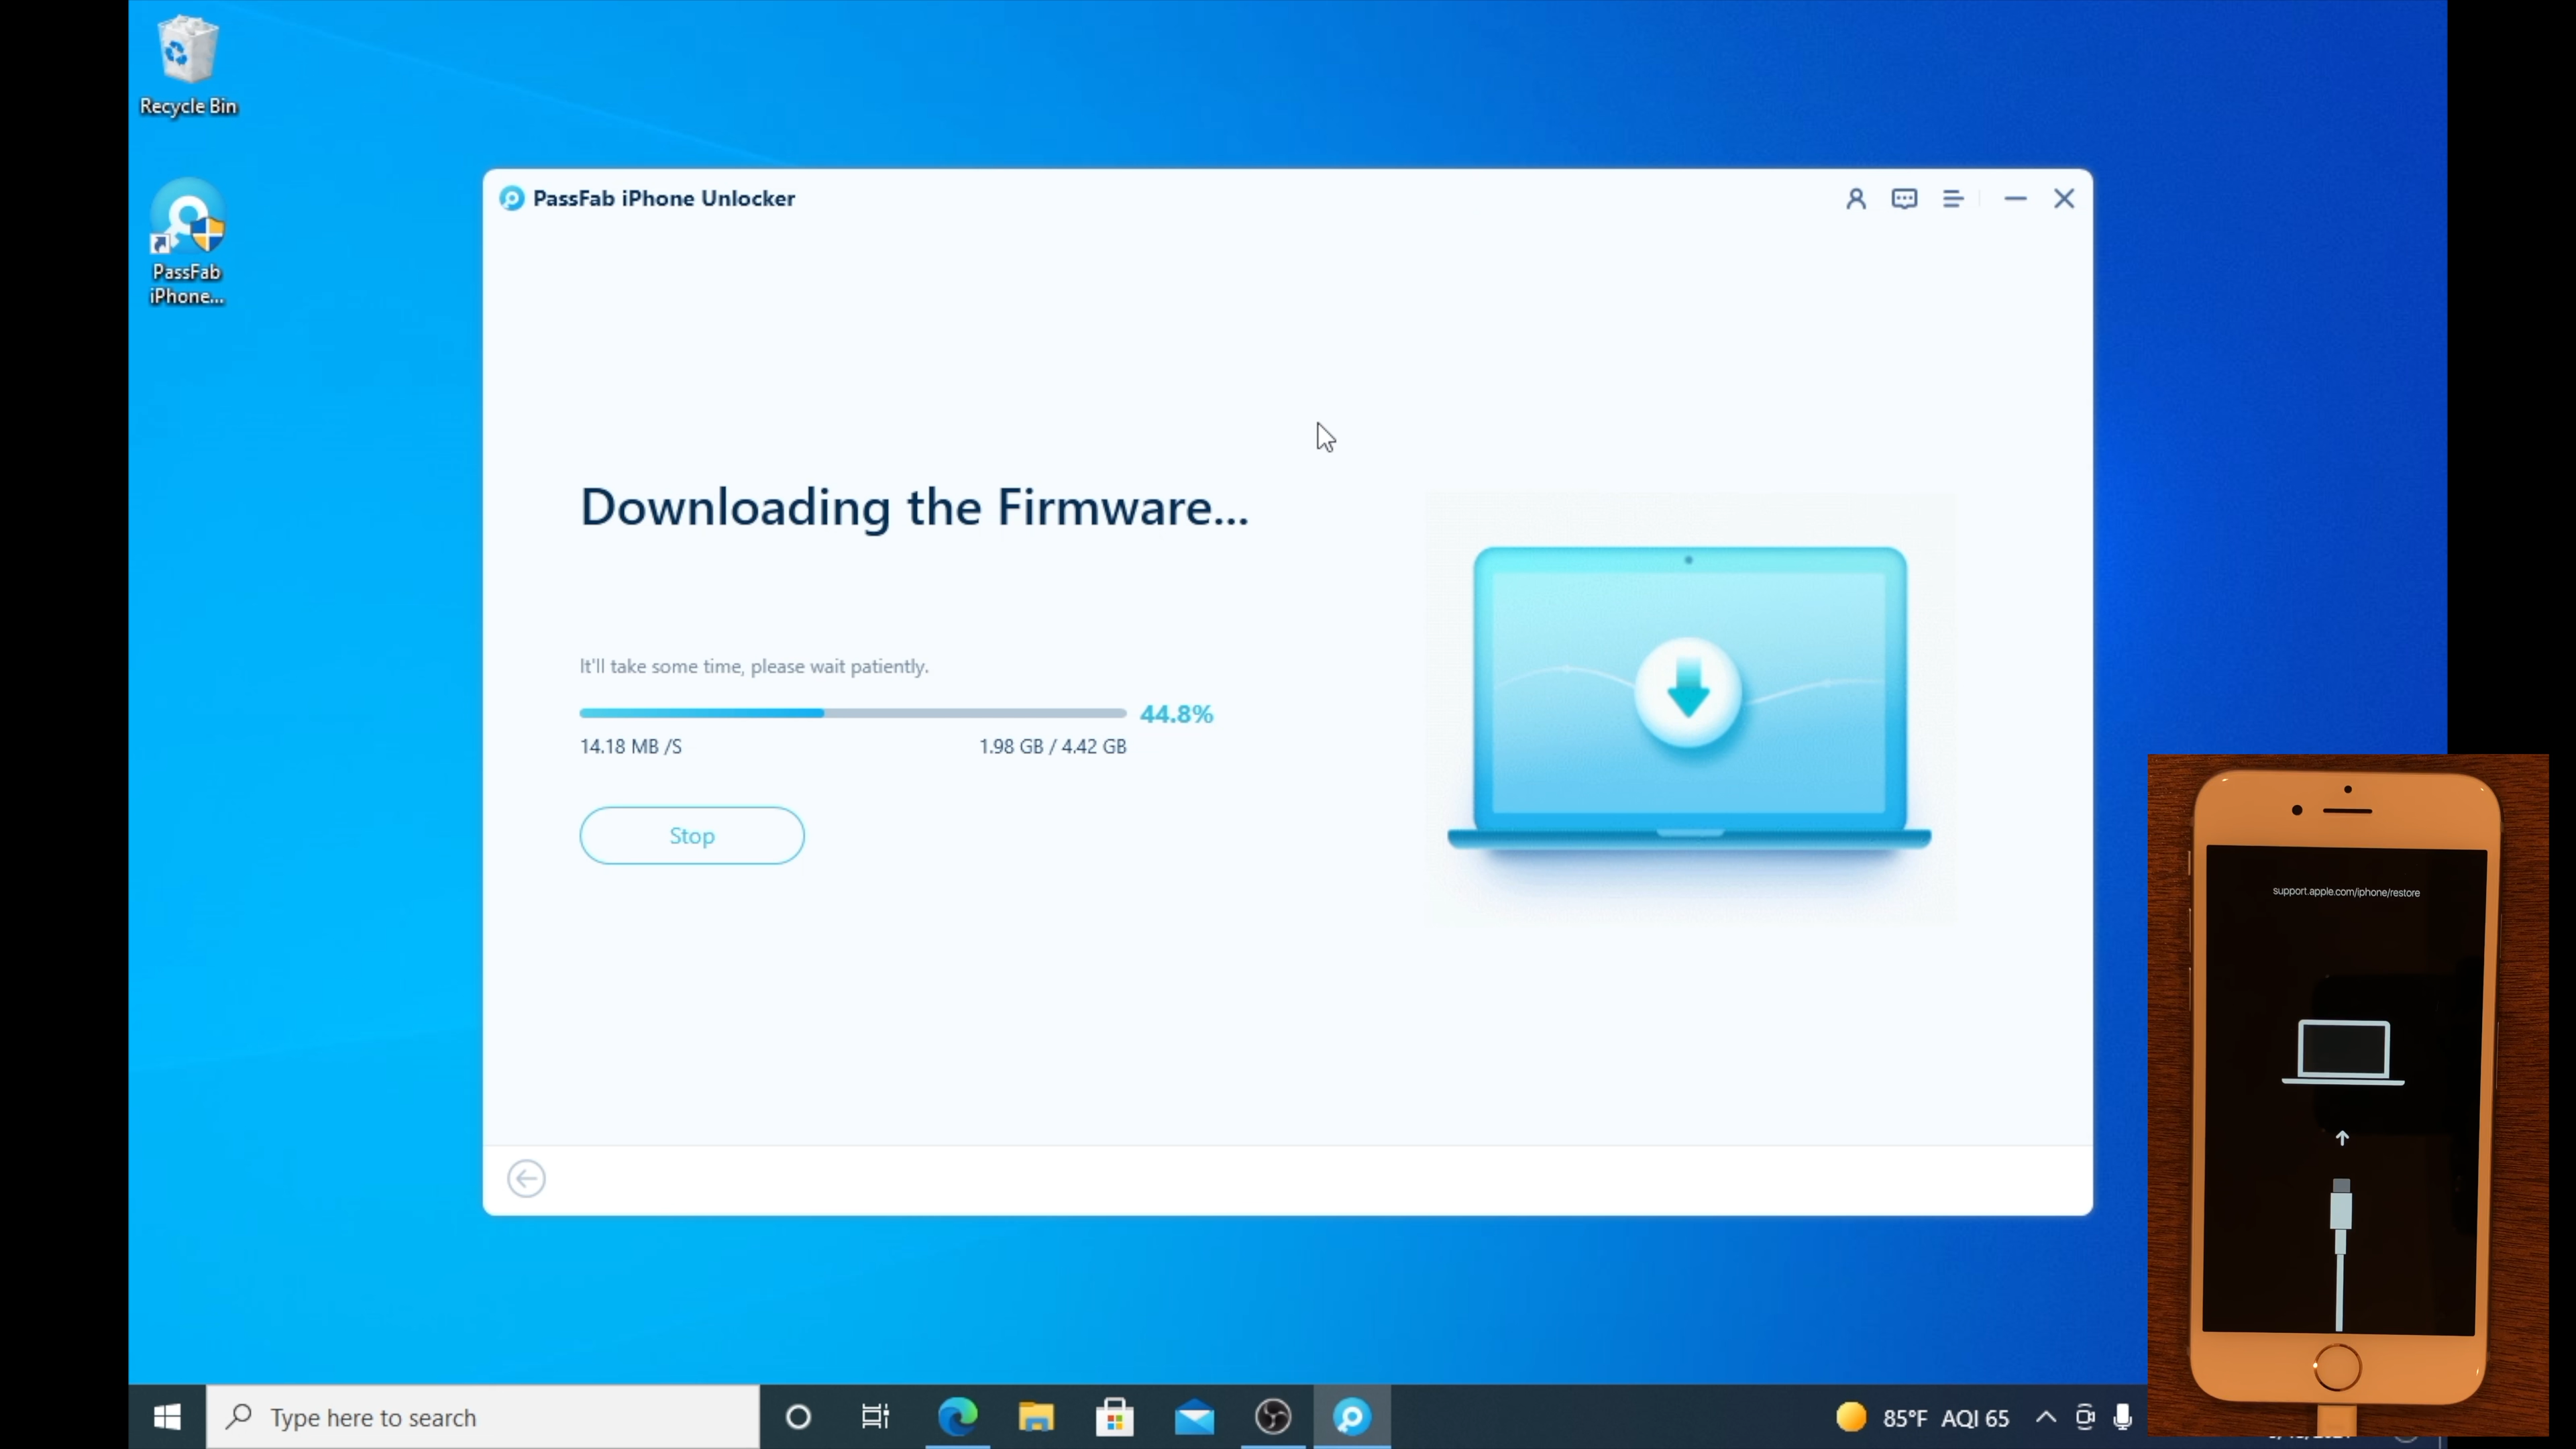 Recycle Bin
PassFab
iPhone...
PassFab iPhone Unlocker
Downloading the Firmware...
It'll take some time, please wait patiently.
44.8%
14.18 MB /S
1.98 GB / 4.42 GB
Stop
support.apple.com/iphone/restore
Type here to search
85°F AQI 65